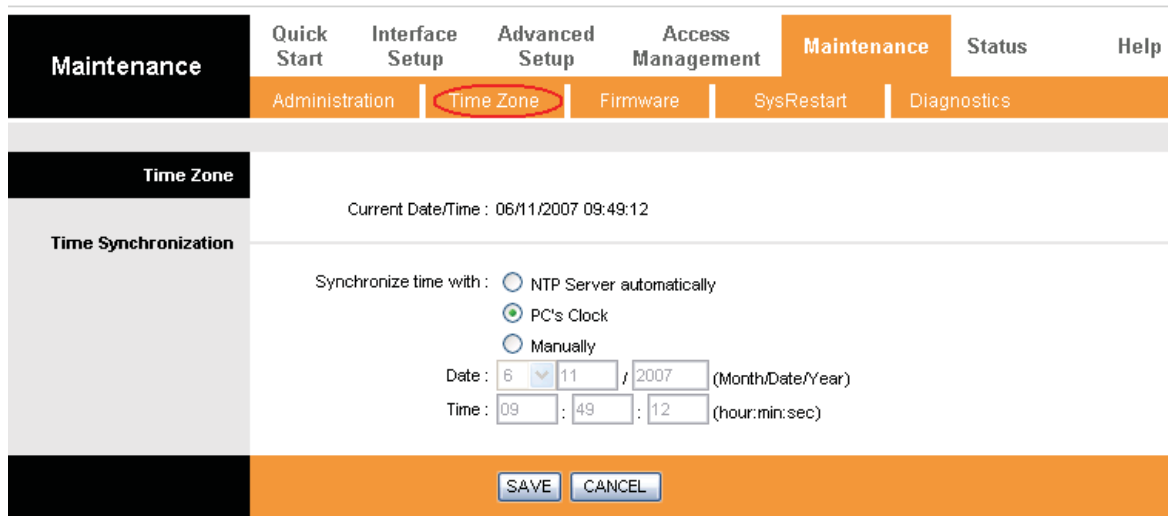 Maintenance
Quick Start
Interface Setup
Advanced Setup
Access Management
Maintenance
Status
Help
Administration
Time Zone
Firmware
SysRestart
Diagnostics
Time Zone
Current Date/Time : 06/11/2007 09:49:12
Time Synchronization
Synchronize time with : NTP Server automatically
PC's Clock
Manually
Date : 6 11 / 2007 (Month/Date/Year)
Time : 09 : 49 : 12 (hour:min:sec)
SAVE CANCEL